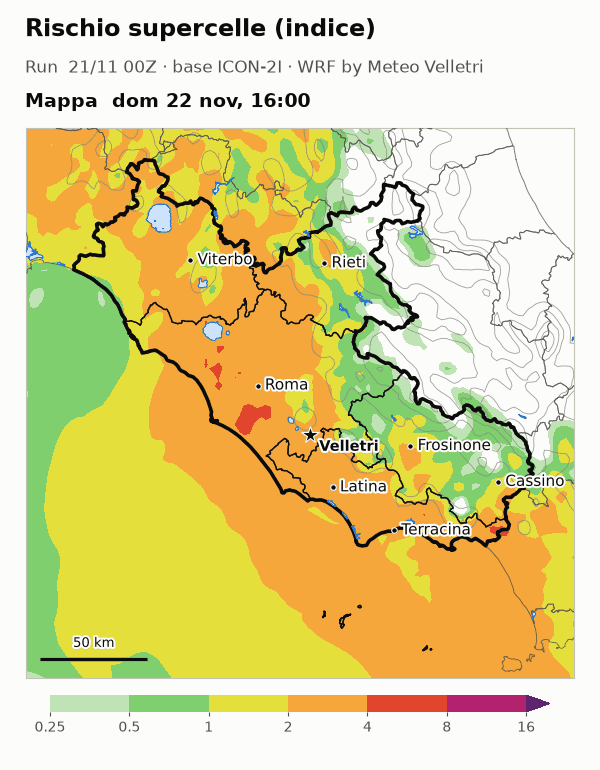 Rischio supercelle (indice)
Run  21/11 00Z · base ICON-2I · WRF by Meteo Velletri
Mappa  dom 22 nov, 16:00
Viterbo
Rieti
Roma
Velletri
Frosinone
Latina
Cassino
Terracina
50 km
0.25 0.5 1 2 4 8 16